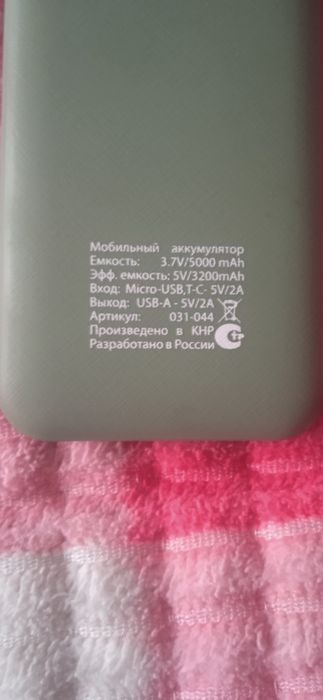 Мобильный аккумулятор
Емкость: 3.7V/5000 mAh
Эфф. емкость: 5V/3200mAh
Вход: Micro-USB,T-C- 5V/2A
Выход: USB-A - 5V/2A
Артикул: 031-044
Произведено в КНР
Разработано в России